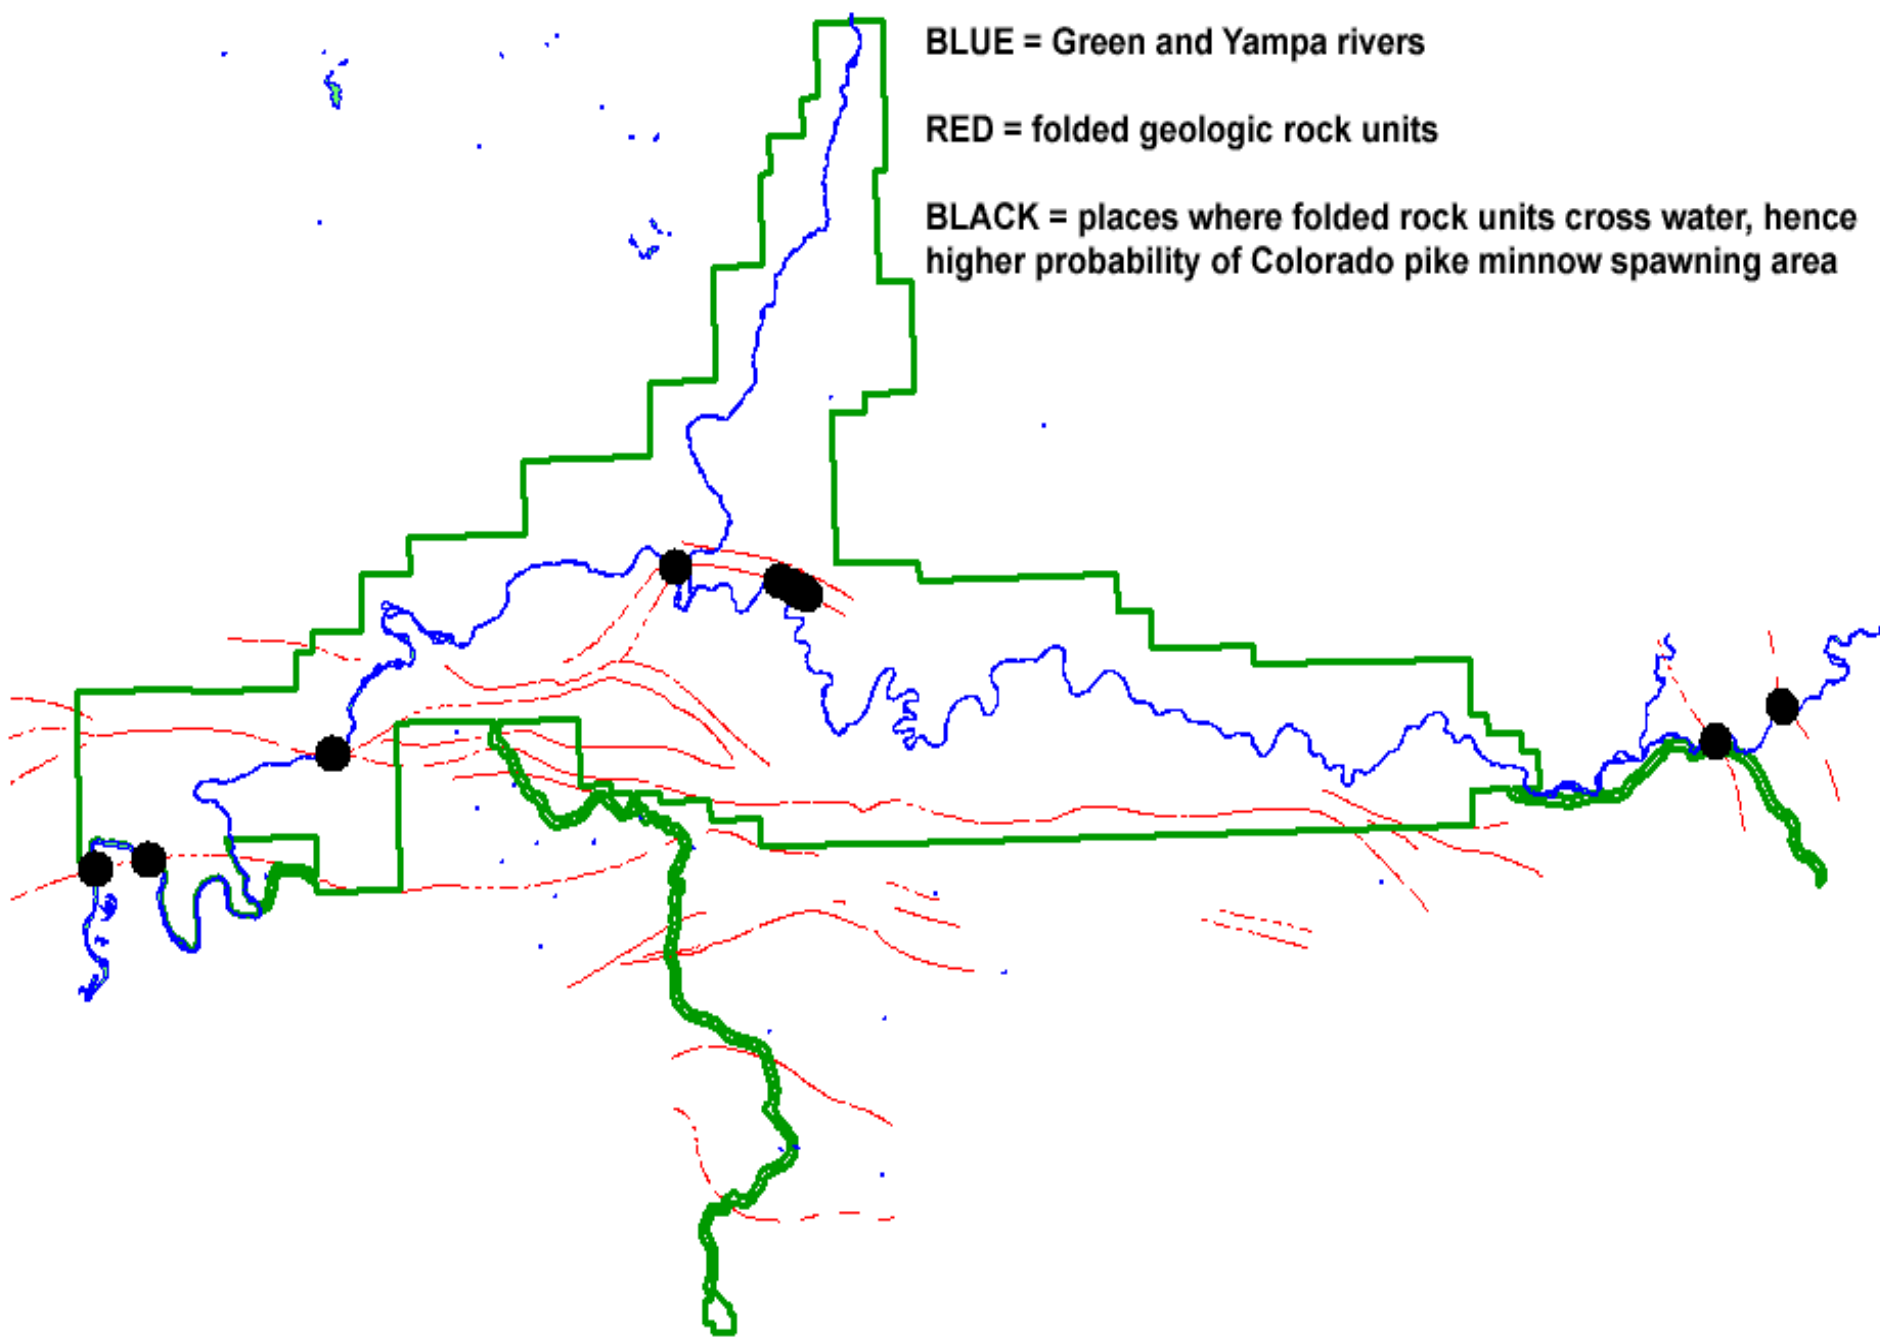 BLUE = Green and Yampa rivers
RED = folded geologic rock units
BLACK = places where folded rock units cross water, hence
higher probability of Colorado pike minnow spawning area